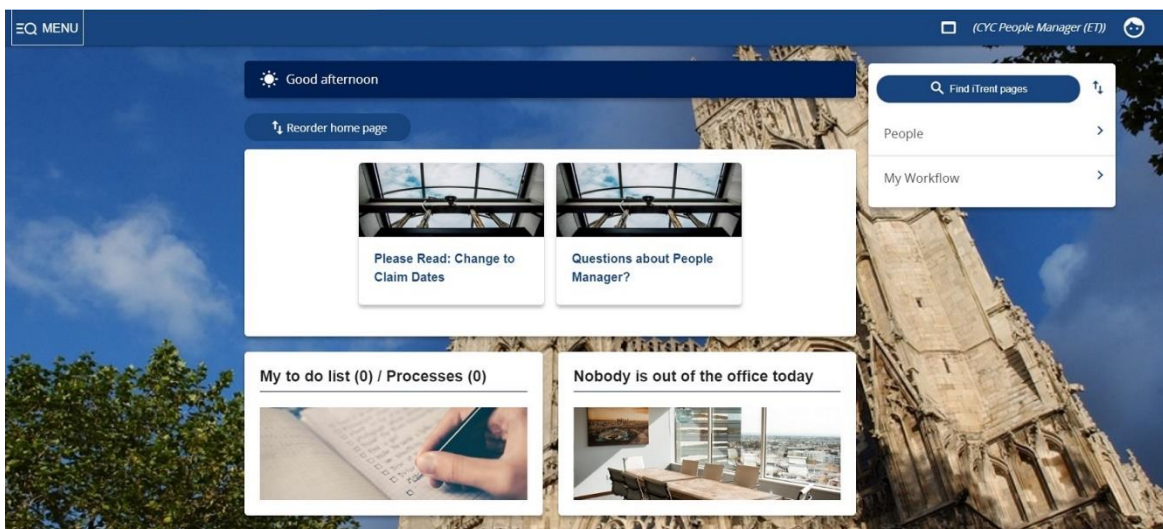 MENU
(CYC People Manager (ET))
Good afternoon
Find iTrent pages
Reorder home page
People
My Workflow
Please Read: Change to
Claim Dates
Questions about People
Manager?
My to do list (0) / Processes (0)
Nobody is out of the office today